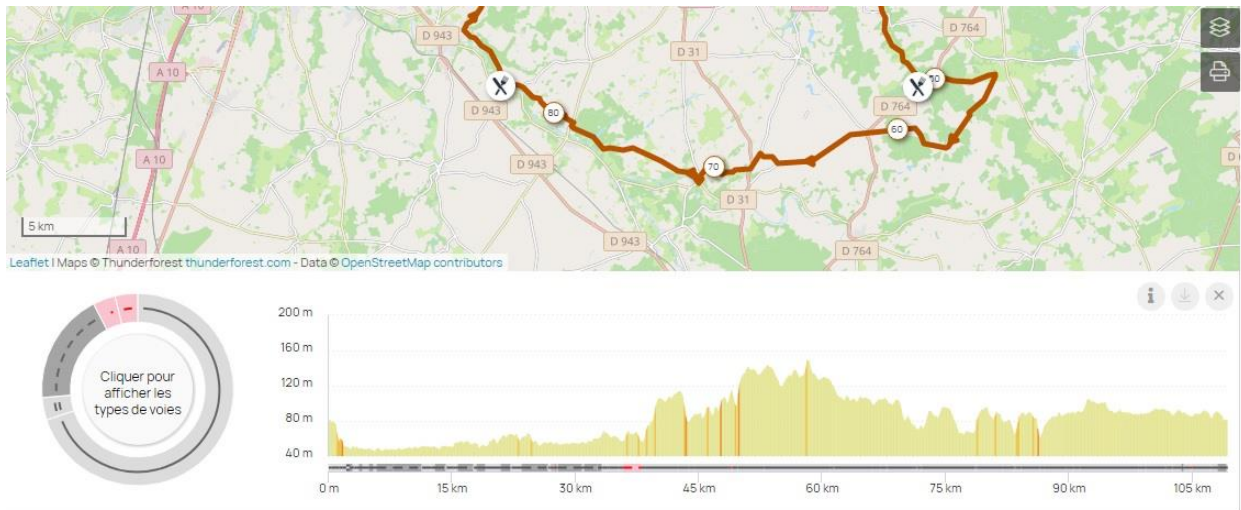 D 943
D 31
D 764
A 10
D 943
80
50
D 764
60
A 10
D 943
70
D 31
5 km
D 943
D 764
A 10
Leaflet | Maps © Thunderforest thunderforest.com - Data © OpenStreetMap contributors
Cliquer pour
afficher les
types de voies
200 m
160 m
120 m
80 m
40 m
0 m
15 km
30 km
45 km
60 km
75 km
90 km
105 km